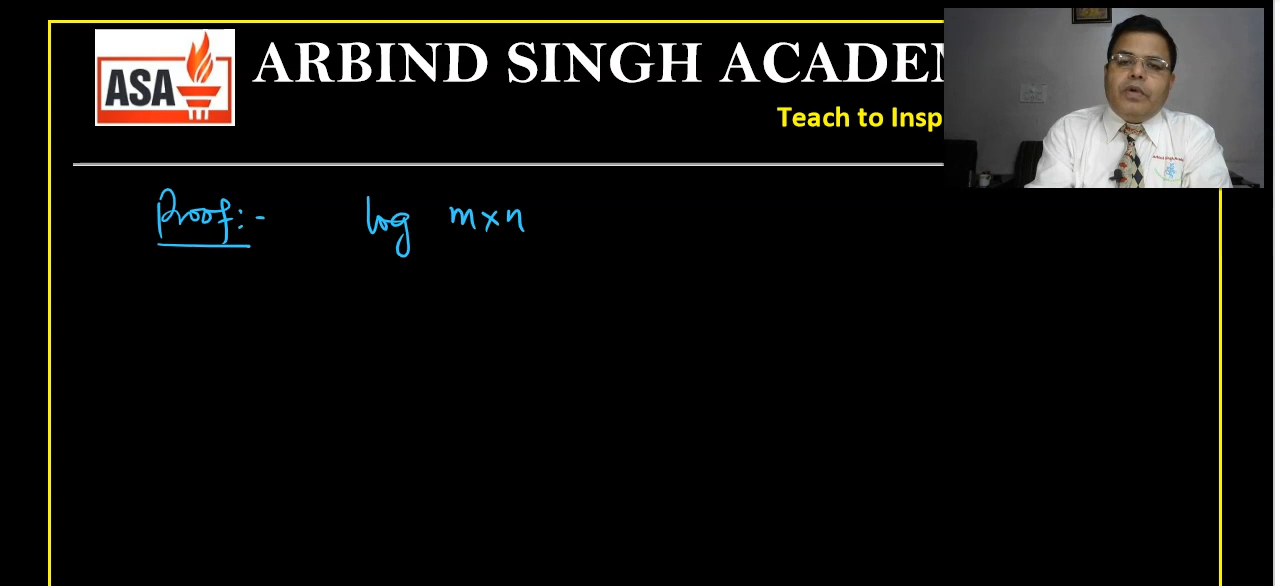 ASA
ARBIND SINGH ACADEM
Teach to Insp
Proof:- log m×n